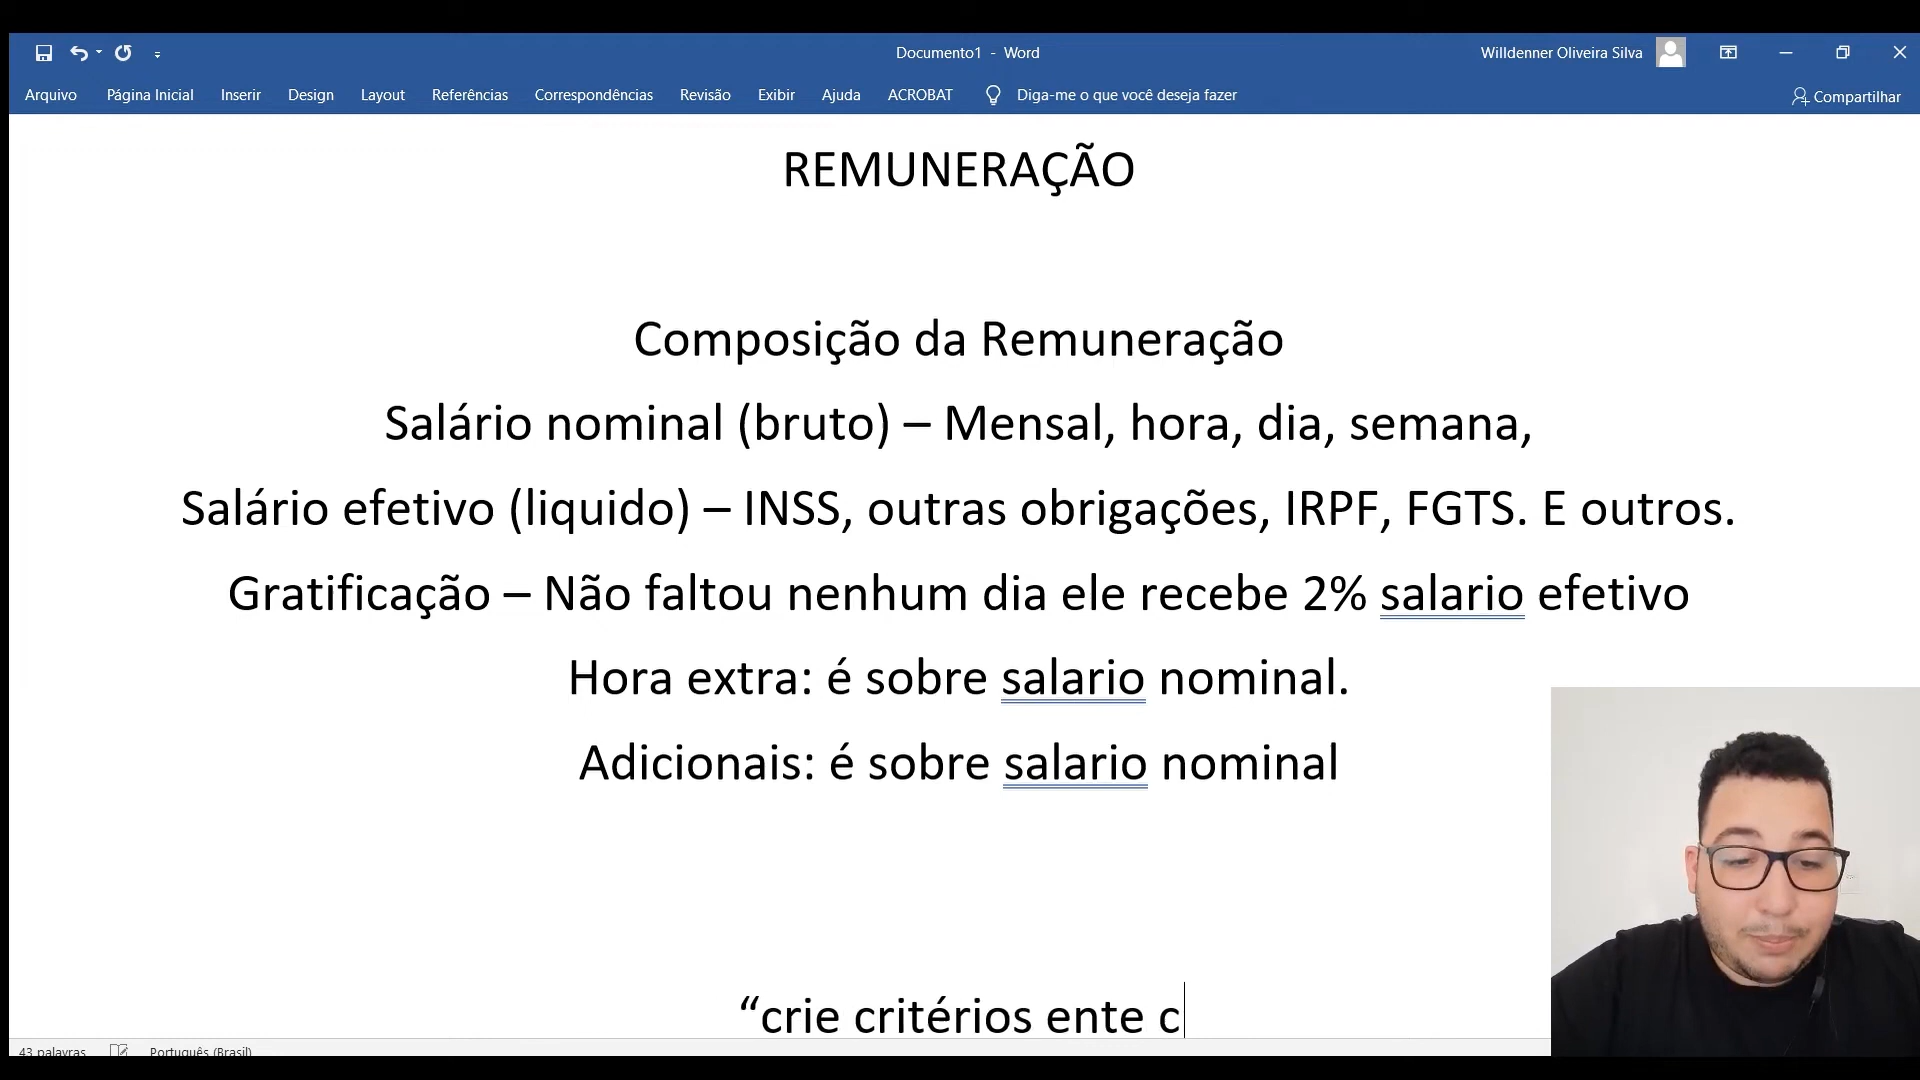 Documento1 - Word
Willdenner Oliveira Silva
Arquivo Página Inicial Inserir Design Layout Referências Correspondências Revisão Exibir Ajuda ACROBAT Diga-me o que você deseja fazer Compartilhar
REMUNERAÇÃO
Composição da Remuneração
Salário nominal (bruto) – Mensal, hora, dia, semana,
Salário efetivo (liquido) – INSS, outras obrigações, IRPF, FGTS. E outros.
Gratificação – Não faltou nenhum dia ele recebe 2% salario efetivo
Hora extra: é sobre salario nominal.
Adicionais: é sobre salario nominal
“crie critérios ente c
43 palavras Português (Brasil)